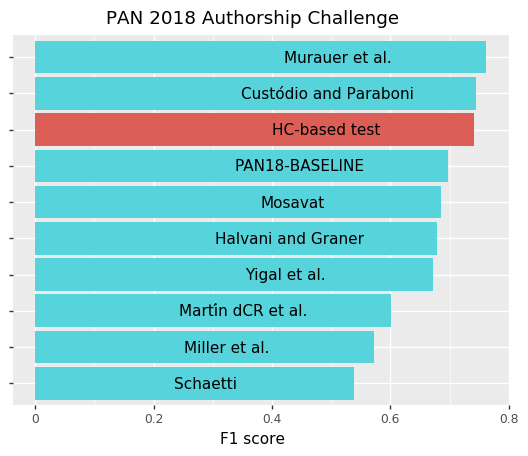 PAN 2018 Authorship Challenge
Murauer et al.
Custódio and Paraboni
HC-based test
PAN18-BASELINE
Mosavat
Halvani and Graner
Yigal et al.
Martín dCR et al.
Miller et al.
Schaetti
0 0.2 0.4 0.6 0.8
F1 score